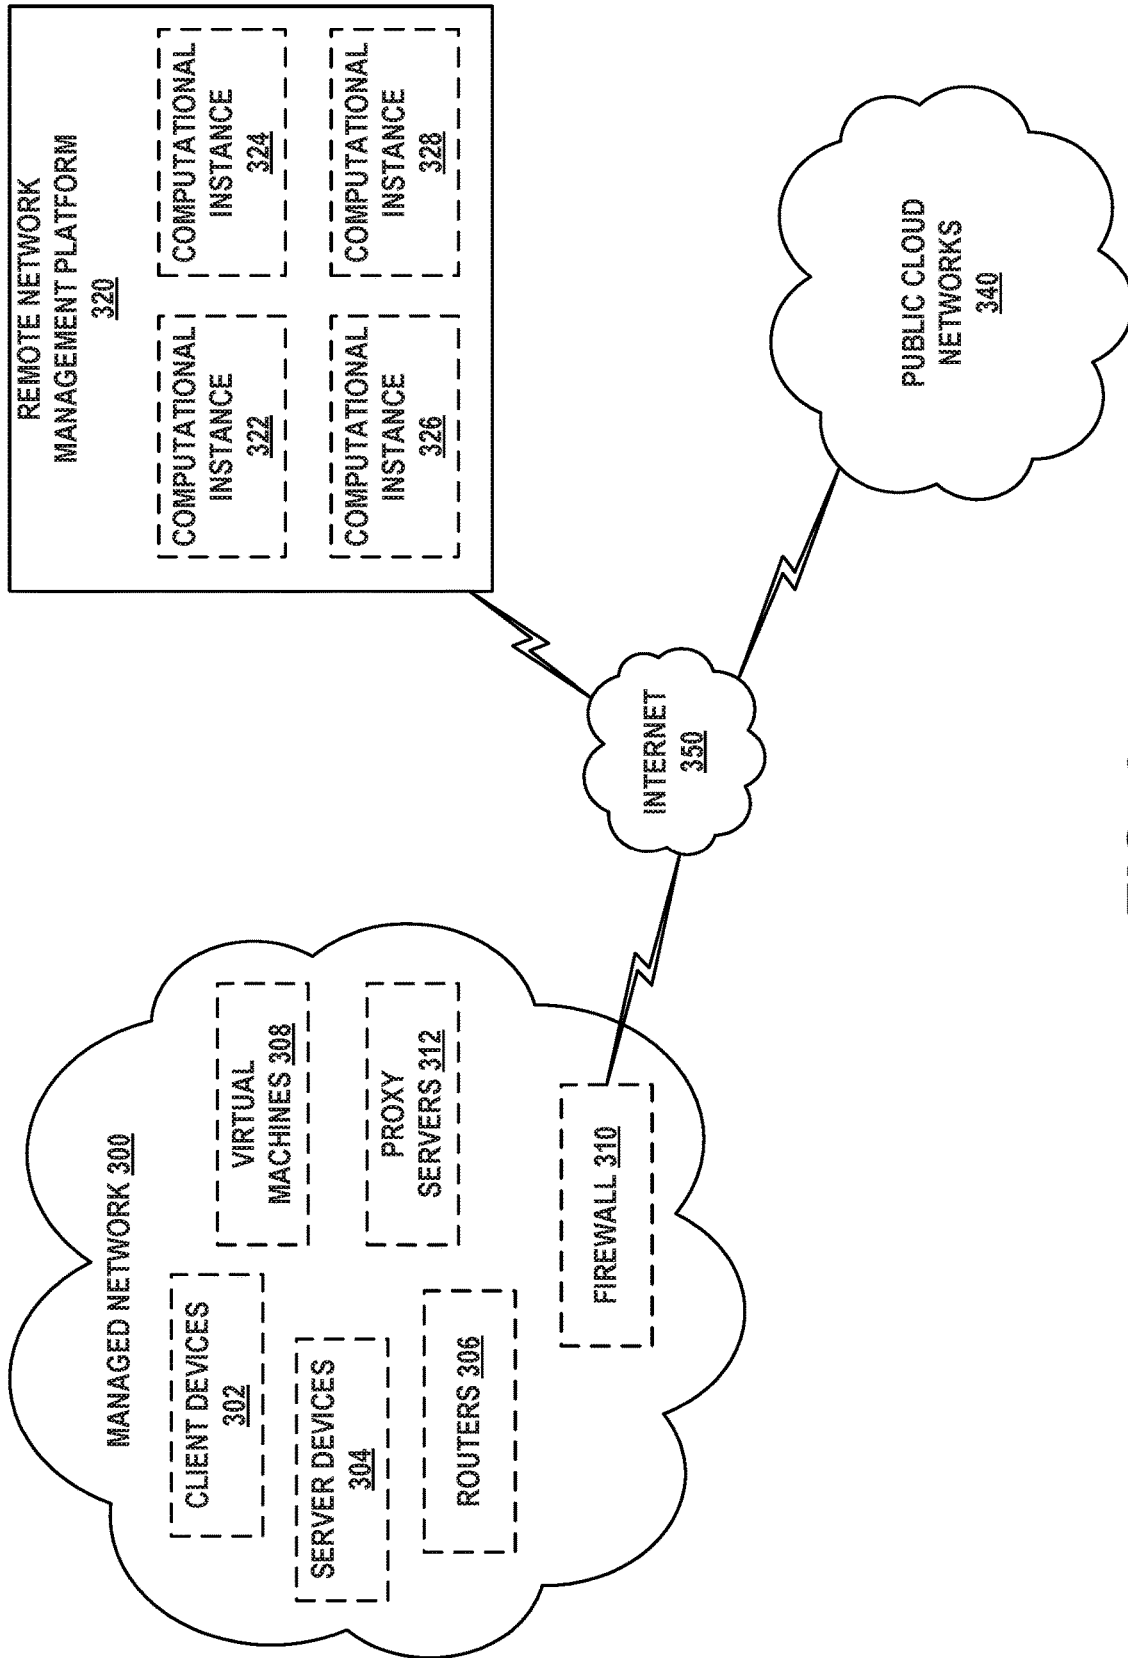 MANAGED NETWORK 300
CLIENT DEVICES
302
SERVER DEVICES
304
ROUTERS 306
VIRTUAL
MACHINES 308
PROXY
SERVERS 312
FIREWALL 310
INTERNET
350
REMOTE NETWORK
MANAGEMENT PLATFORM
320
COMPUTATIONAL
INSTANCE
322
COMPUTATIONAL
INSTANCE
324
COMPUTATIONAL
INSTANCE
326
COMPUTATIONAL
INSTANCE
328
PUBLIC CLOUD
NETWORKS
340